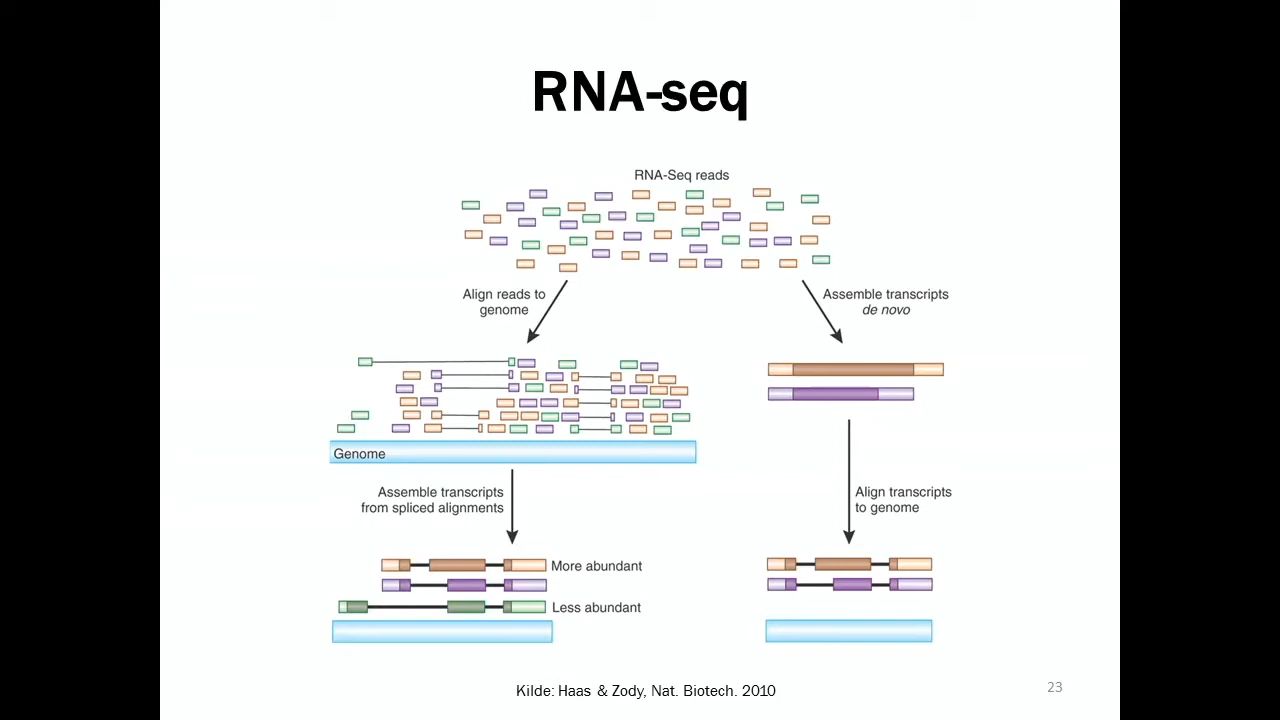 RNA-seq
RNA-Seq reads
Align reads to
genome
Assemble transcripts
de novo
Genome
Assemble transcripts
from spliced alignments
Align transcripts
to genome
More abundant
Less abundant
Kilde: Haas & Zody, Nat. Biotech. 2010
23